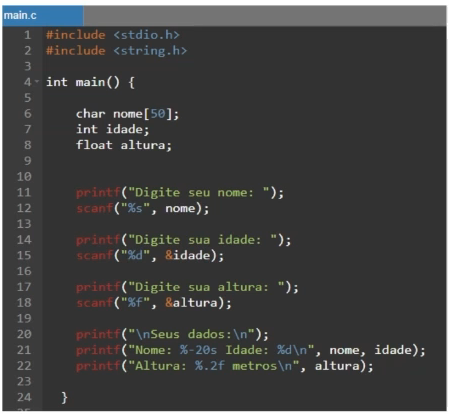 main.c
1 #include <stdio.h>
2 #include <string.h>
3
4 int main() {
5
6 char nome[50];
7 int idade;
8 float altura;
9
10
11 printf("Digite seu nome: ");
12 scanf("%s", nome);
13
14 printf("Digite sua idade: ");
15 scanf("%d", &idade);
16
17 printf("Digite sua altura: ");
18 scanf("%f", &altura);
19
20 printf("\nSeus dados:\n");
21 printf("Nome: %-20s Idade: %d\n", nome, idade);
22 printf("Altura: %.2f metros\n", altura);
23
24 }